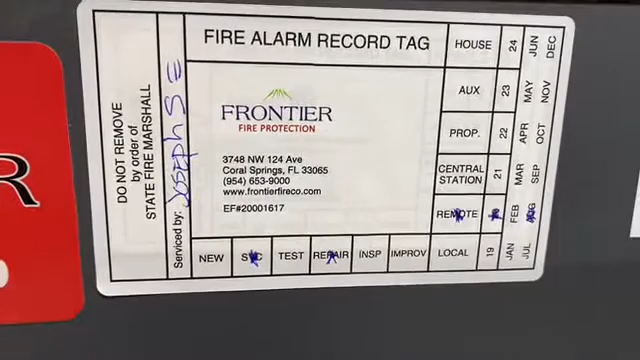 FIRE ALARM RECORD TAG
DO NOT REMOVE
by order of
STATE FIRE MARSHALL
Serviced by: Joseph S E
FRONTIER
FIRE PROTECTION
3748 NW 124 Ave
Coral Springs, FL 33065
(954) 653-9000
www.frontierfireco.com
EF#20001617
HOUSE
AUX
PROP.
CENTRAL
STATION
REMOTE
LOCAL
24
23
22
21
19
JUN DEC
MAY NOV
APR OCT
MAR SEP
FEB AUG
JAN JUL
NEW SVC TEST REPAIR INSP IMPROV